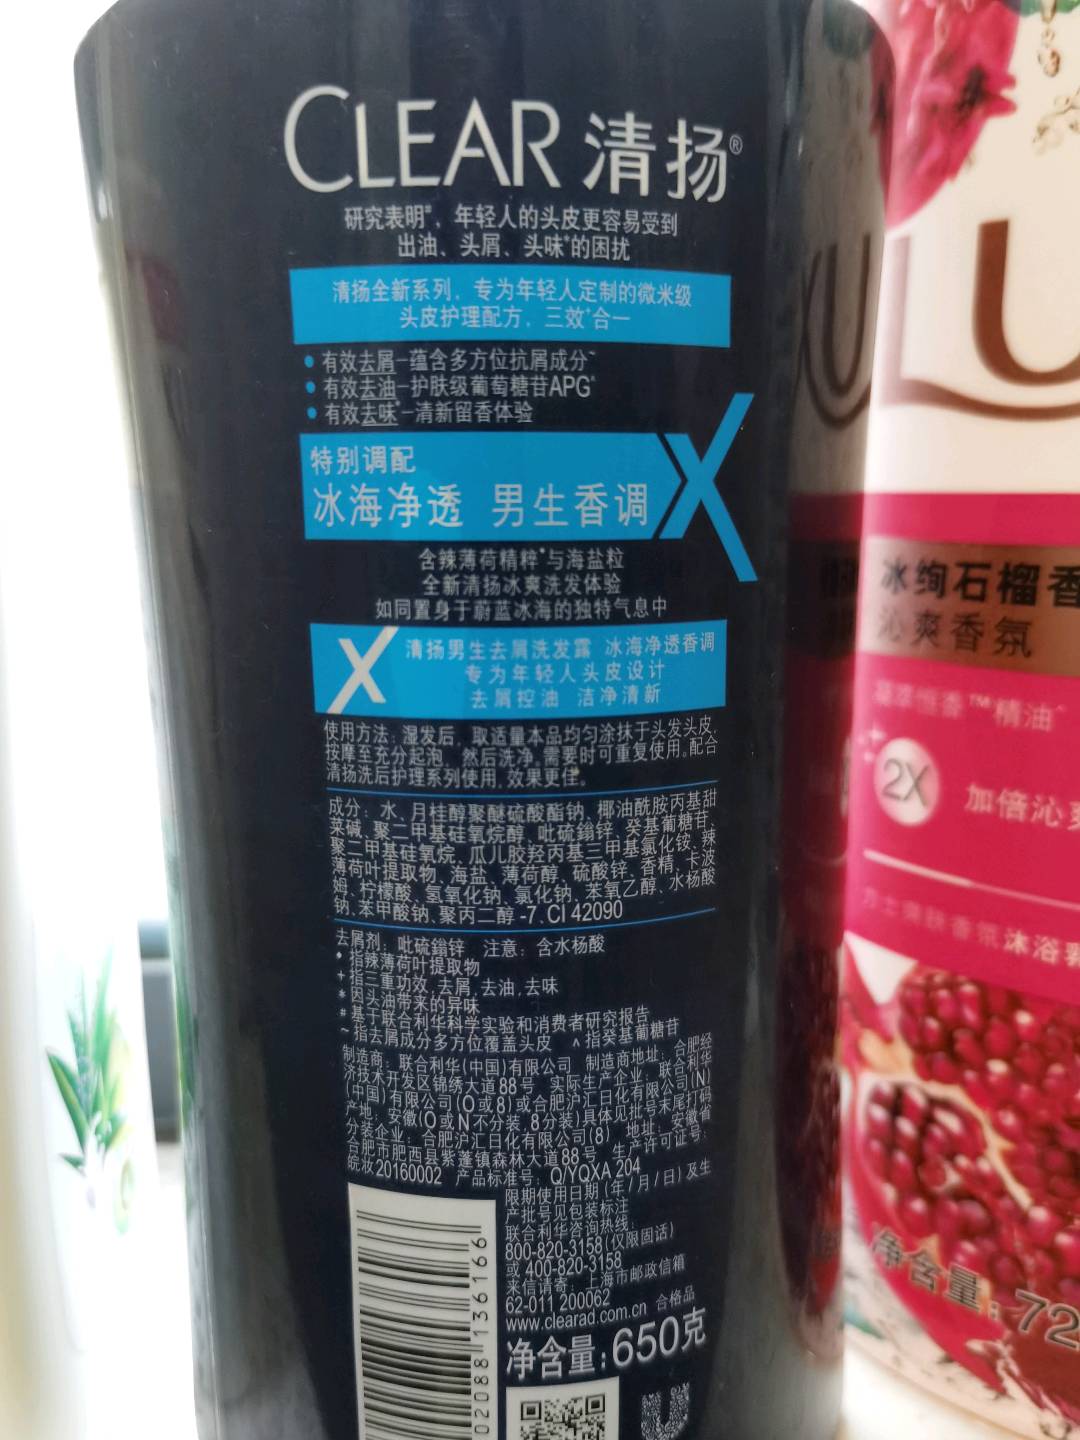 CLEAR 清扬®
研究表明#，年轻人的头皮更容易受到
出油、头屑、头味*的困扰
清扬全新系列，专为年轻人定制的微米级
头皮护理配方，三效+合一
• 有效去屑—蕴含多方位抗屑成分~
• 有效去油—护肤级葡萄糖苷APG^
• 有效去味*—清新留香体验
特别调配
冰海净透 男生香调
X
含辣薄荷精粹•与海盐粒
全新清扬冰爽洗发体验
如同置身于蔚蓝冰海的独特气息中
X
清扬男生去屑洗发露 冰海净透香调
专为年轻人头皮设计
去屑控油 洁净清新
使用方法：湿发后，取适量本品均匀涂抹于头发头皮，
按摩至充分起泡，然后洗净。需要时可重复使用。配合
清扬洗后护理系列使用，效果更佳。
成分：水、月桂醇聚醚硫酸酯钠、椰油酰胺丙基甜
菜碱、聚二甲基硅氧烷醇、吡硫鎓锌、癸基葡糖苷、
聚二甲基硅氧烷、瓜儿胶羟丙基三甲基氯化铵、辣
薄荷叶提取物、海盐、薄荷醇、硫酸锌、香精、卡波
姆、柠檬酸、氢氧化钠、氯化钠、苯氧乙醇、水杨酸
钠、苯甲酸钠、聚丙二醇-7、CI 42090
去屑剂：吡硫鎓锌 注意：含水杨酸
• 指辣薄荷叶提取物
+ 指三重功效，去屑，去油，去味
* 因头油带来的异味
# 基于联合利华科学实验和消费者研究报告
~ 指去屑成分多方位覆盖头皮 ^指癸基葡糖苷
制造商：联合利华(中国)有限公司 制造商地址：合肥经
济技术开发区锦绣大道88号 实际生产企业：联合利华
(中国)有限公司(O或8)或合肥沪汇日化有限公司(N)
产地：安徽(O或N不分装，8分装)具体见批号末尾打码
分装企业：合肥沪汇日化有限公司(8) 地址：安徽省
合肥市肥西县紫蓬镇森林大道88号 生产许可证号：
皖妆20160002 产品标准号：Q/YQXA 204
限期使用日期(年/月/日)及生
产批号见包装标注
联合利华咨询热线：
800-820-3158(仅限固话)
或 400-820-3158
来信请寄：上海市邮政信箱
62-011 200062
www.clearad.com.cn 合格品
净含量：650克
02088 136166
U
冰绚石榴香
沁爽香氛
凝萃恒香™精油
2X
加倍沁爽
力士焕肤香氛沐浴乳
净含量：72